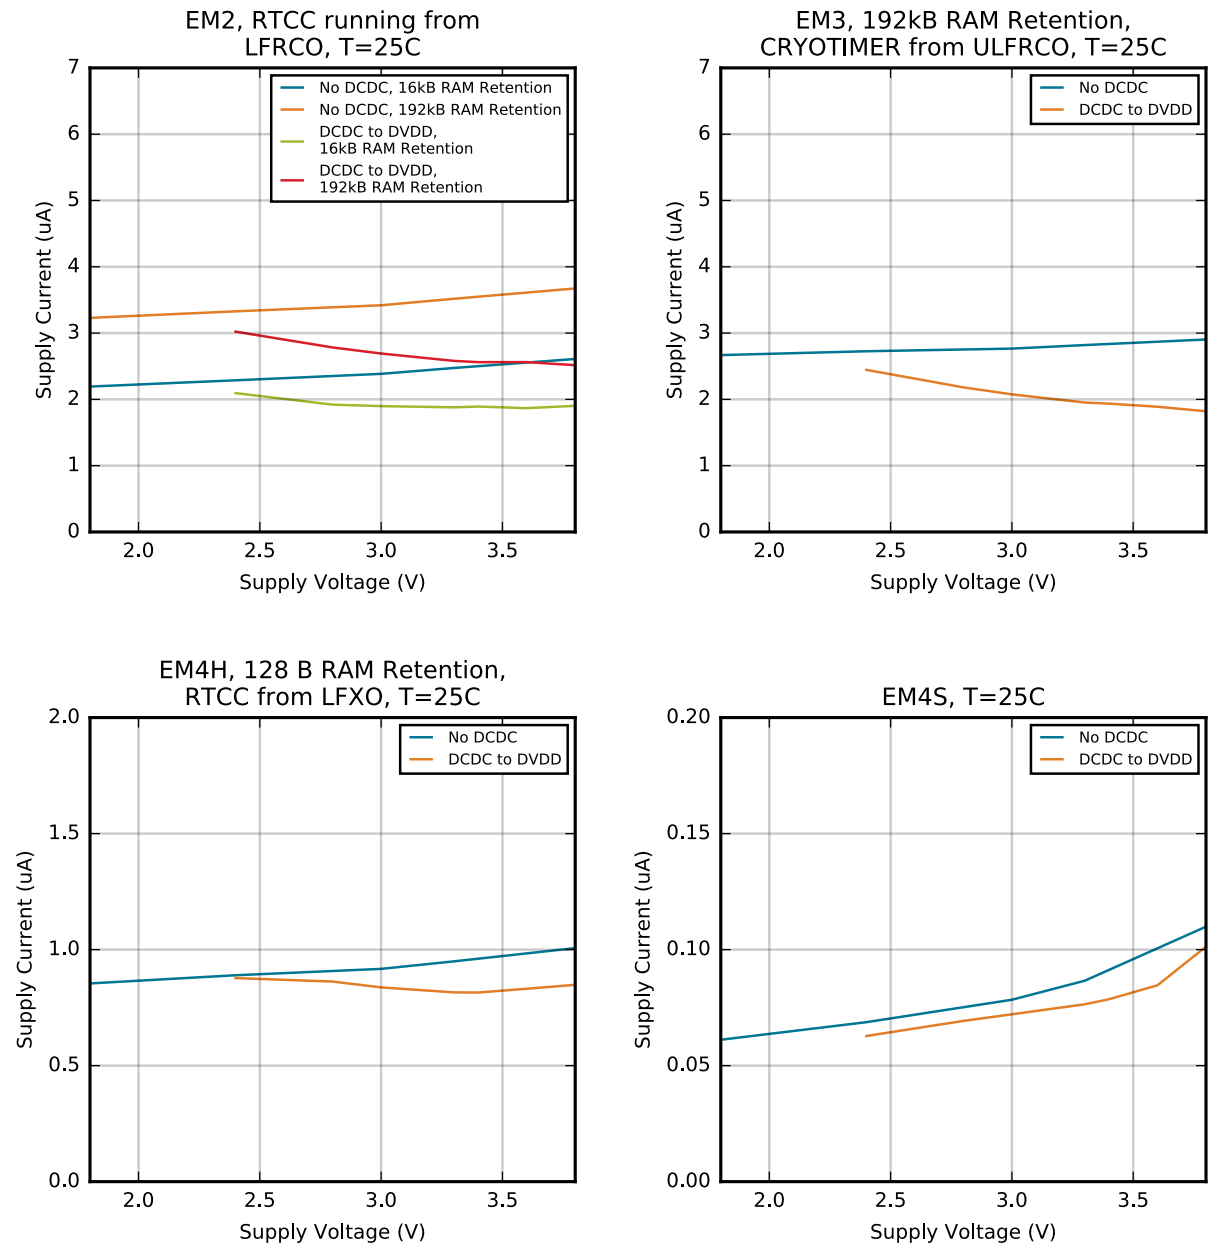 EM2, RTCC running from
LFRCO, T=25C
7
6
5
4
3
2
1
0
Supply Current (uA)
No DCDC, 16kB RAM Retention
No DCDC, 192kB RAM Retention
DCDC to DVDD,
16kB RAM Retention
DCDC to DVDD,
192kB RAM Retention
2.0 2.5 3.0 3.5
Supply Voltage (V)
EM3, 192kB RAM Retention,
CRYOTIMER from ULFRCO, T=25C
7
6
5
4
3
2
1
0
Supply Current (uA)
No DCDC
DCDC to DVDD
2.0 2.5 3.0 3.5
Supply Voltage (V)
EM4H, 128 B RAM Retention,
RTCC from LFXO, T=25C
2.0
1.5
1.0
0.5
0.0
Supply Current (uA)
No DCDC
DCDC to DVDD
2.0 2.5 3.0 3.5
Supply Voltage (V)
EM4S, T=25C
0.20
0.15
0.10
0.05
0.00
Supply Current (uA)
No DCDC
DCDC to DVDD
2.0 2.5 3.0 3.5
Supply Voltage (V)